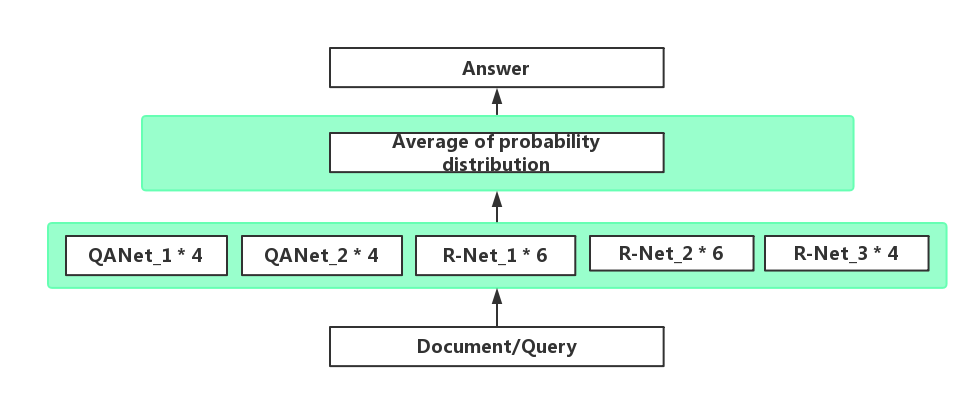 Answer
Average of probability
distribution
QANet_1 * 4
QANet_2 * 4
R-Net_1 * 6
R-Net_2 * 6
R-Net_3 * 4
Document/Query